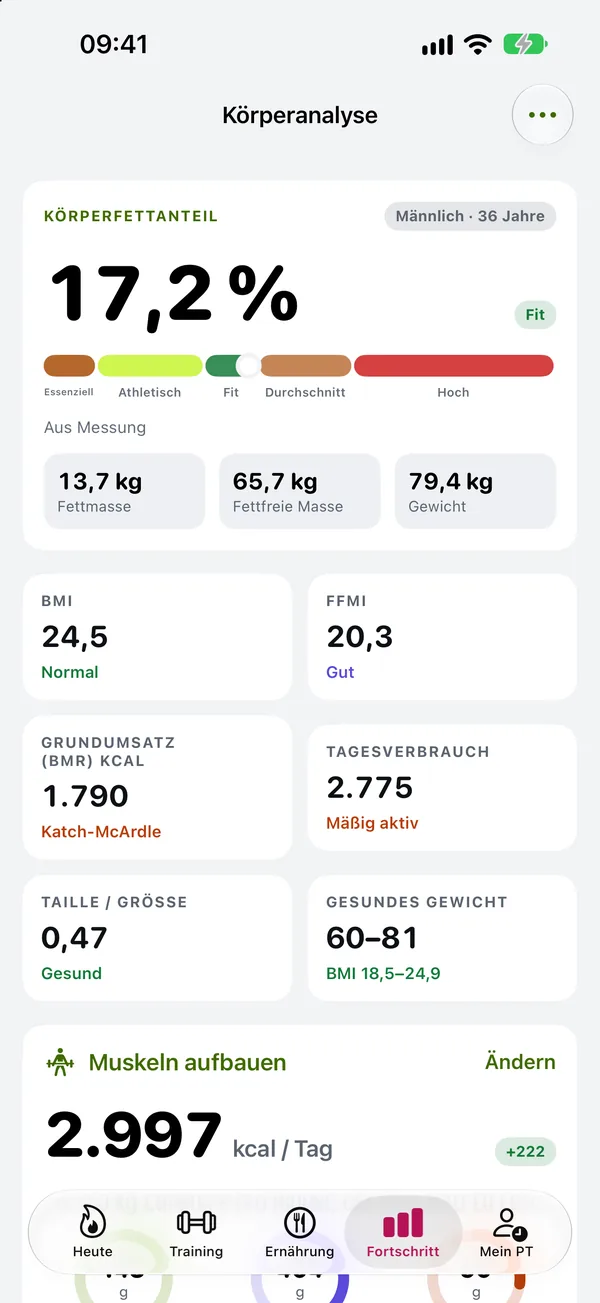 09:41
Körperanalyse
KÖRPERFETTANTEIL
Männlich · 36 Jahre
17,2 %
Fit
Essenziell
Athletisch
Fit
Durchschnitt
Hoch
Aus Messung
13,7 kg
Fettmasse
65,7 kg
Fettfreie Masse
79,4 kg
Gewicht
BMI
24,5
Normal
FFMI
20,3
Gut
GRUNDUMSATZ
(BMR) KCAL
1.790
Katch-McArdle
TAGESVERBRAUCH
2.775
Mäßig aktiv
TAILLE / GRÖSSE
0,47
Gesund
GESUNDES GEWICHT
60–81
BMI 18,5–24,9
Muskeln aufbauen
Ändern
2.997 kcal / Tag
+222
Heute
Training
Ernährung
Fortschritt
Mein PT
g
g
g